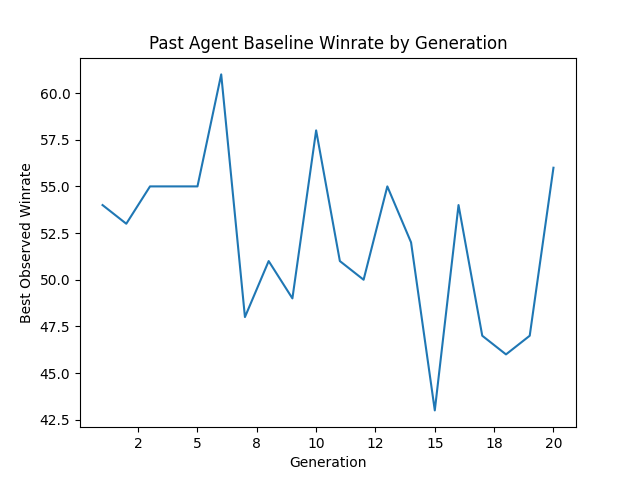 Past Agent Baseline Winrate by Generation
Best Observed Winrate
60.0
57.5
55.0
52.5
50.0
47.5
45.0
42.5
2 5 8 10 12 15 18 20
Generation